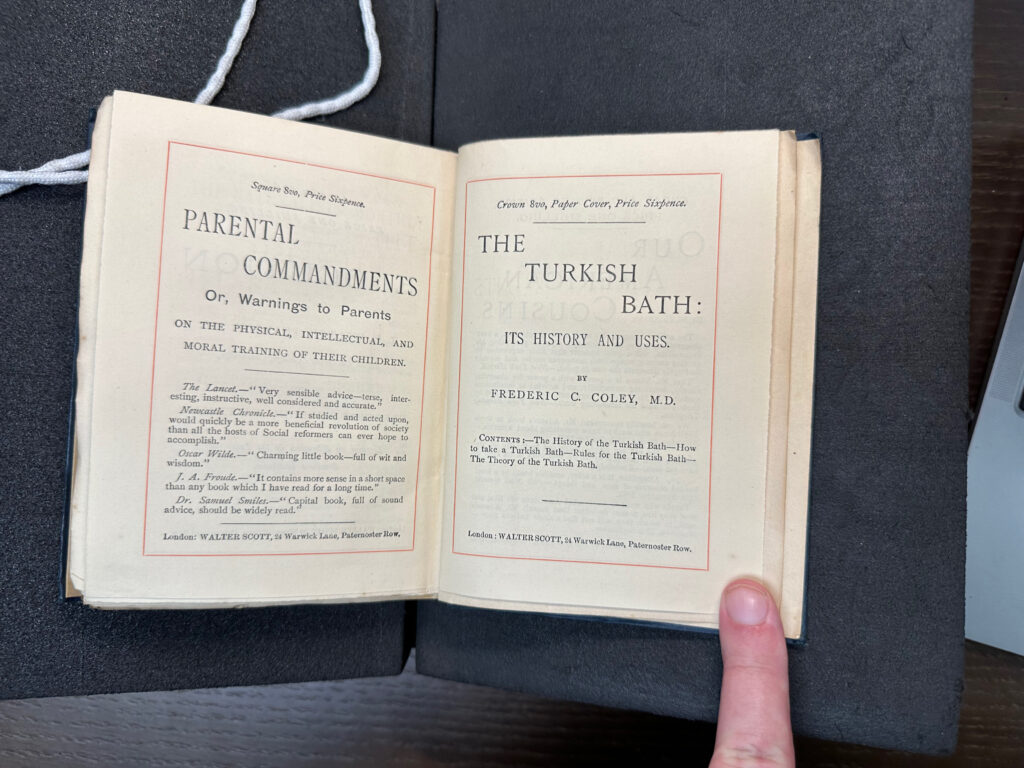 Square 8vo, Price Sixpence.
PARENTAL
COMMANDMENTS
Or, Warnings to Parents
ON THE PHYSICAL, INTELLECTUAL, AND
MORAL TRAINING OF THEIR CHILDREN.
The Lancet.—"Very sensible advice—terse, inter-
esting, instructive, well considered and accurate."
Newcastle Chronicle.—"If studied and acted upon,
would quickly be a more beneficial revolution of society
than all the hosts of Social reformers can ever hope to
accomplish."
Oscar Wilde.—"Charming little book—full of wit and
wisdom."
J. A. Froude.—"It contains more sense in a short space
than any book which I have read for a long time."
Dr. Samuel Smiles.—"Capital book, full of sound
advice, should be widely read."
London: WALTER SCOTT, 24 Warwick Lane, Paternoster Row.
Crown 8vo, Paper Cover, Price Sixpence.
THE
TURKISH
BATH:
ITS HISTORY AND USES.
BY
FREDERIC C. COLEY, M.D.
CONTENTS:—The History of the Turkish Bath—How
to take a Turkish Bath—Rules for the Turkish Bath—
The Theory of the Turkish Bath.
London: WALTER SCOTT, 24 Warwick Lane, Paternoster Row.